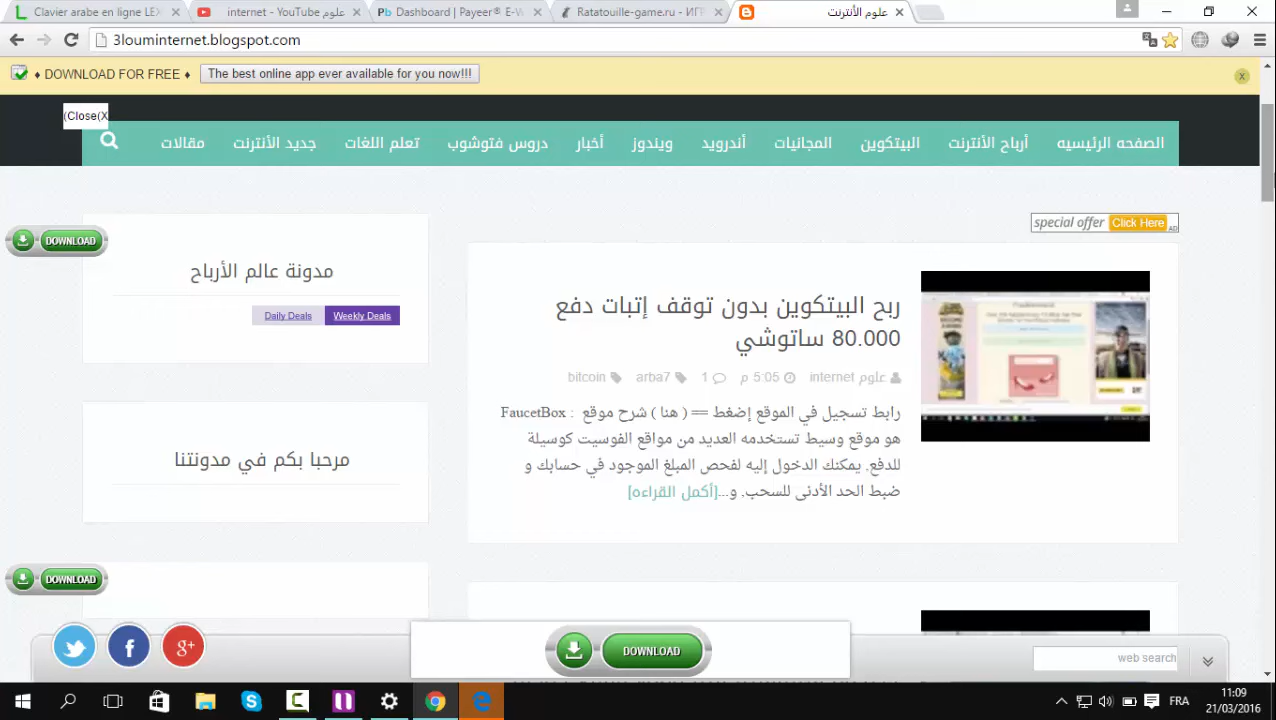 Clavier arabe en ligne LEX
علوم internet - YouTube
Dashboard | Payeer® E-W
Ratatouille-game.ru - ИГР
علوم الأنترنت
3louminternet.blogspot.com
♦ DOWNLOAD FOR FREE ♦
The best online app ever available for you now!!!
x
(Close(X
الصفحه الرئيسيه
أرباح الأنترنت
البيتكوين
المجانيات
أندرويد
ويندوز
أخبار
دروس فتوشوب
تعلم اللغات
جديد الأنترنت
مقالات
special offer Click Here AD
DOWNLOAD
مدونة عالم الأرباح
Daily Deals
Weekly Deals
ربح البيتكوين بدون توقف إتبات دفع
80.000 ساتوشي
علوم internet
5:05 م
1
arba7
bitcoin
رابط تسجيل في الموقع إضغط == ( هنا ) شرح موقع FaucetBox :
هو موقع وسيط تستخدمه العديد من مواقع الفوسيت كوسيلة
للدفع. يمكنك الدخول إليه لفحص المبلغ الموجود في حسابك و
ضبط الحد الأدنى للسحب. و...[أكمل القراءه]
مرحبا بكم في مدونتنا
DOWNLOAD
DOWNLOAD
web search
FRA
11:09
21/03/2016